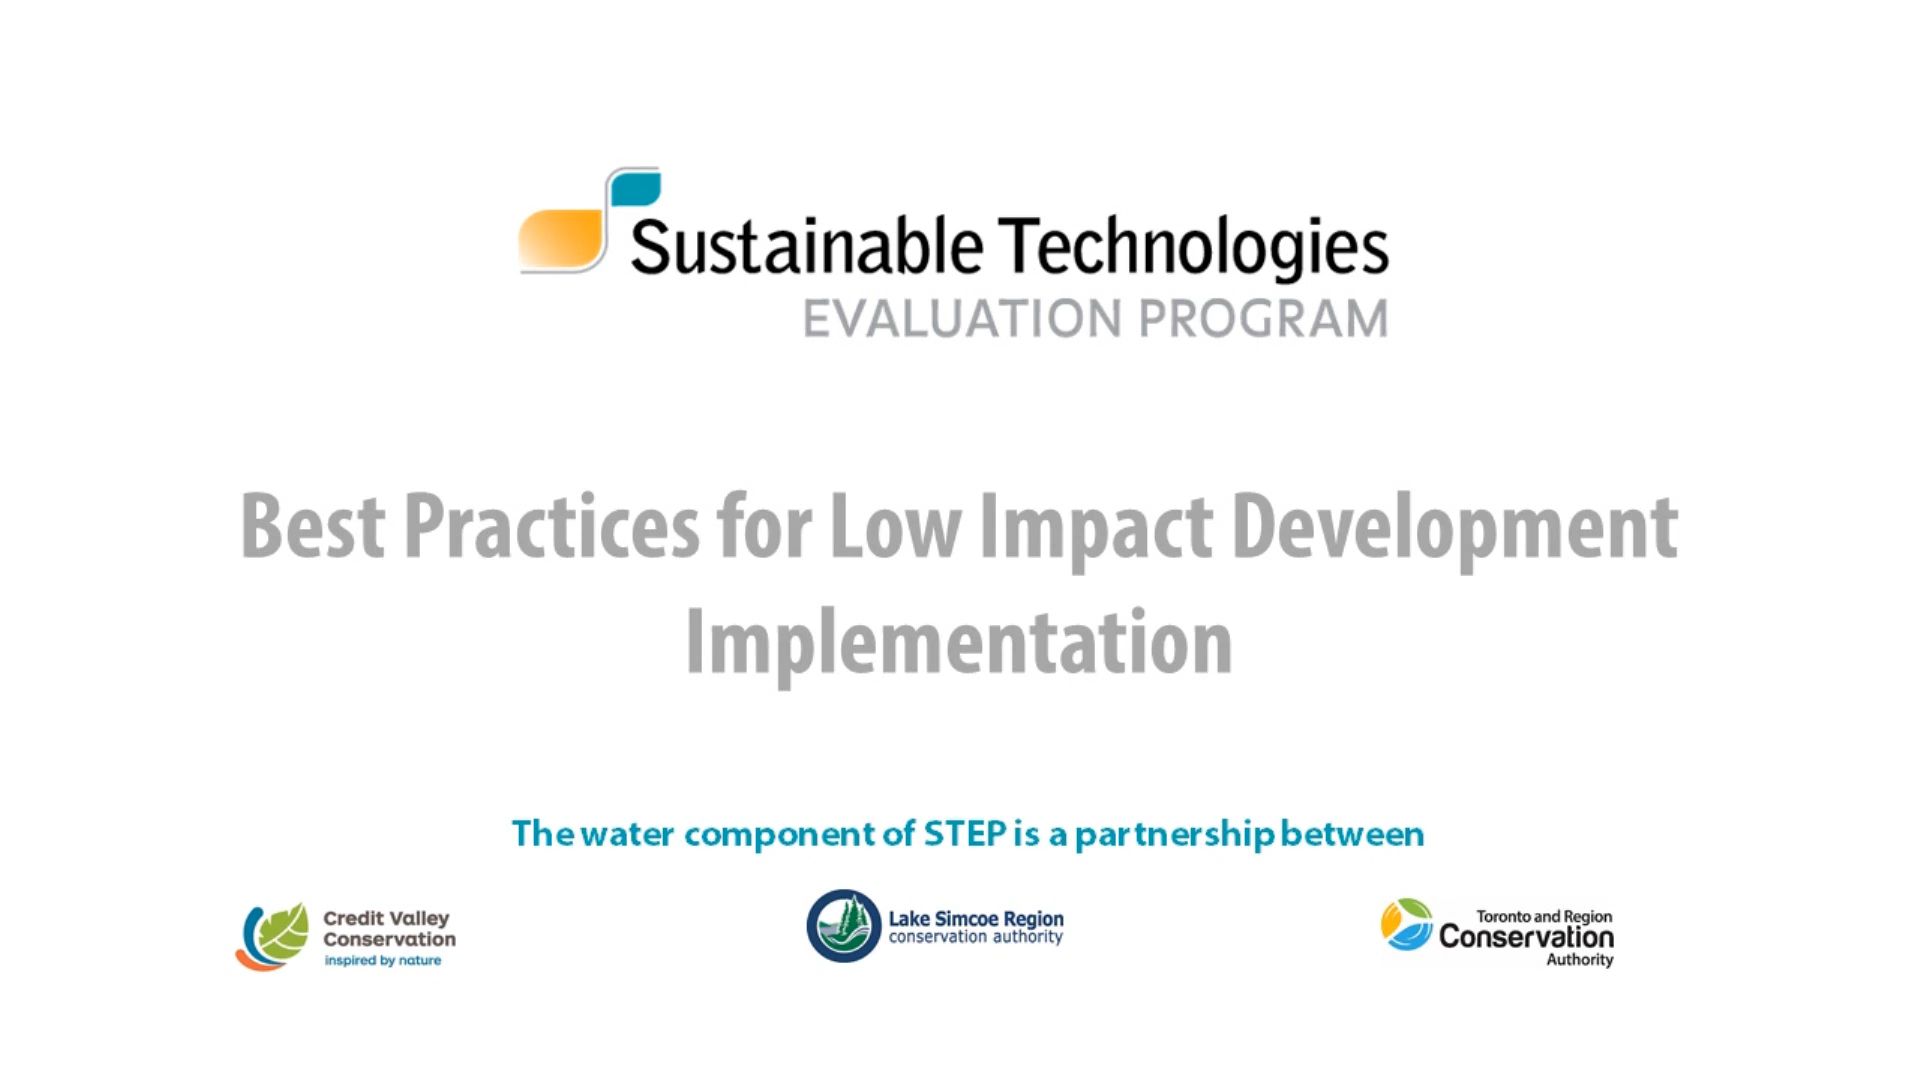 Sustainable Technologies
EVALUATION PROGRAM
Best Practices for Low Impact Development
Implementation
The water component of STEP is a partnership between
Credit Valley
Conservation
inspired by nature
Lake Simcoe Region
conservation authority
Toronto and Region
Conservation
Authority